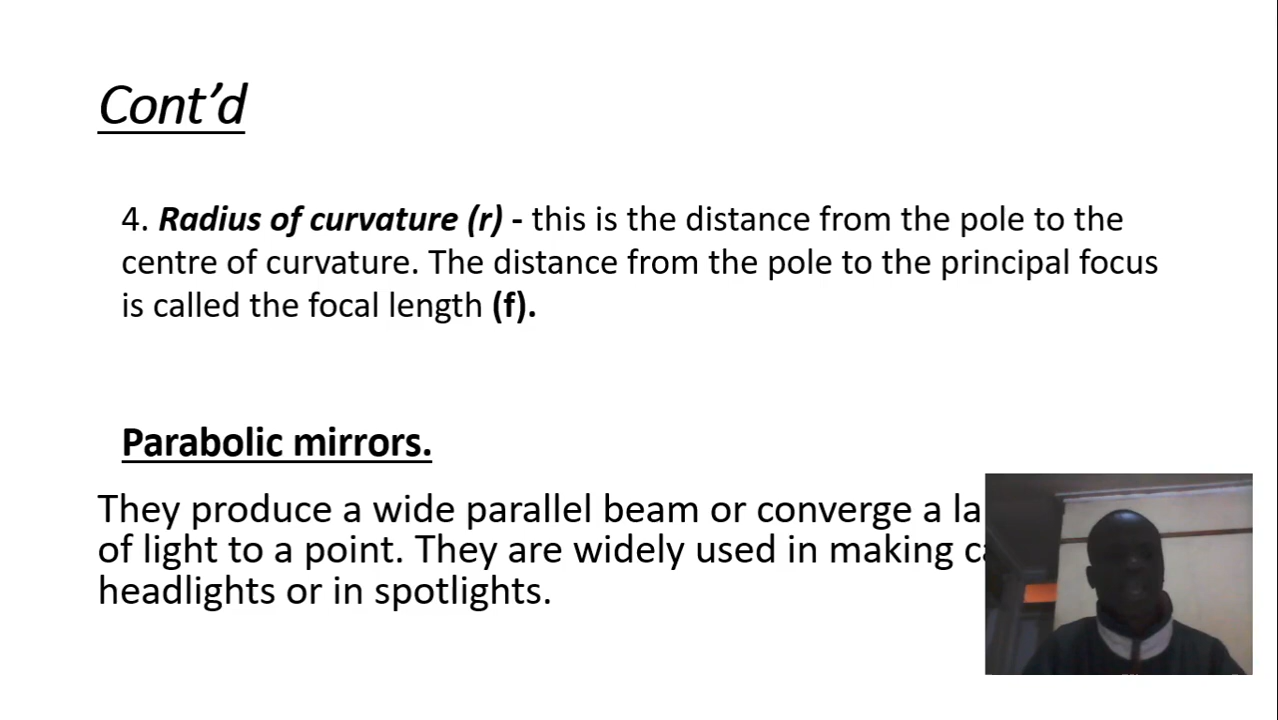 Cont’d
4. Radius of curvature (r) - this is the distance from the pole to the
centre of curvature. The distance from the pole to the principal focus
is called the focal length (f).
Parabolic mirrors.
They produce a wide parallel beam or converge a
of light to a point. They are widely used in making
headlights or in spotlights.